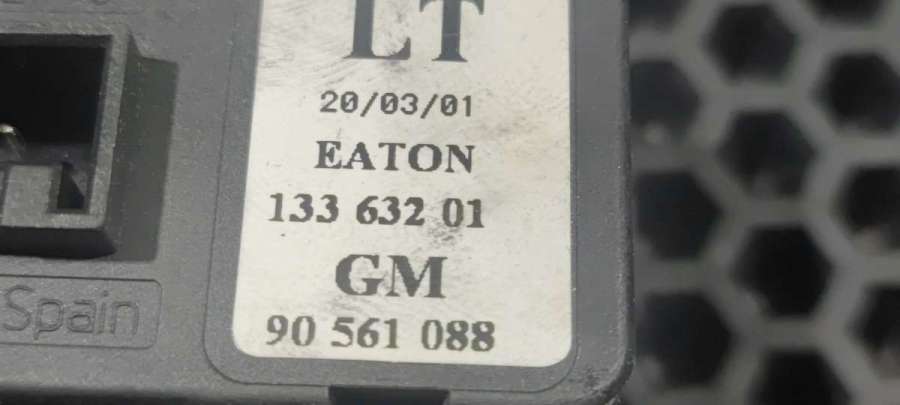 LT
20/03/01
EATON
133 632 01
GM
90 561 088
Spain